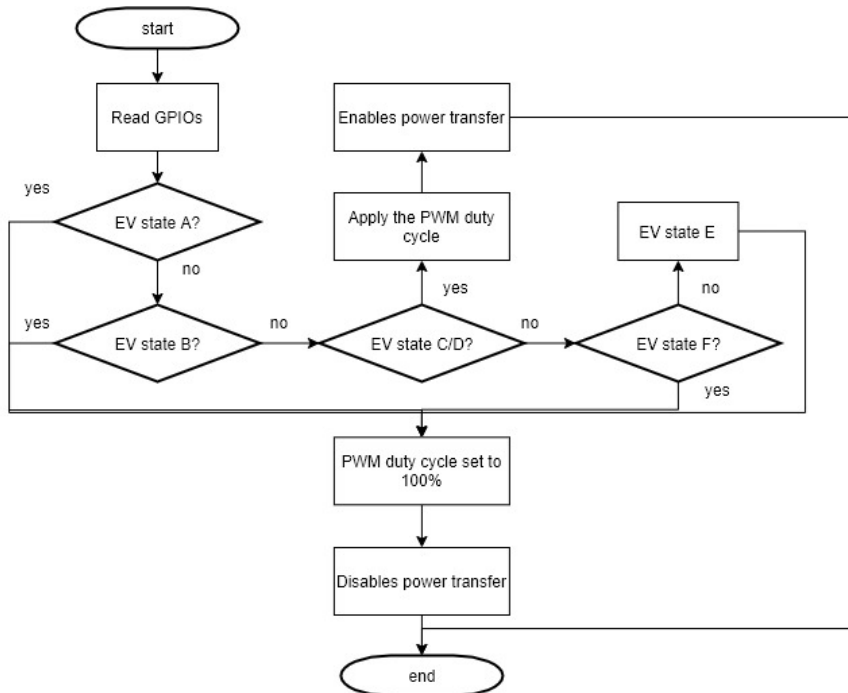 start
Read GPIOs
Enables power transfer
yes
EV state A?
Apply the PWM duty
cycle
EV state E
no
yes
no
yes
EV state B?
no
EV state C/D?
no
EV state F?
yes
PWM duty cycle set to
100%
Disables power transfer
end